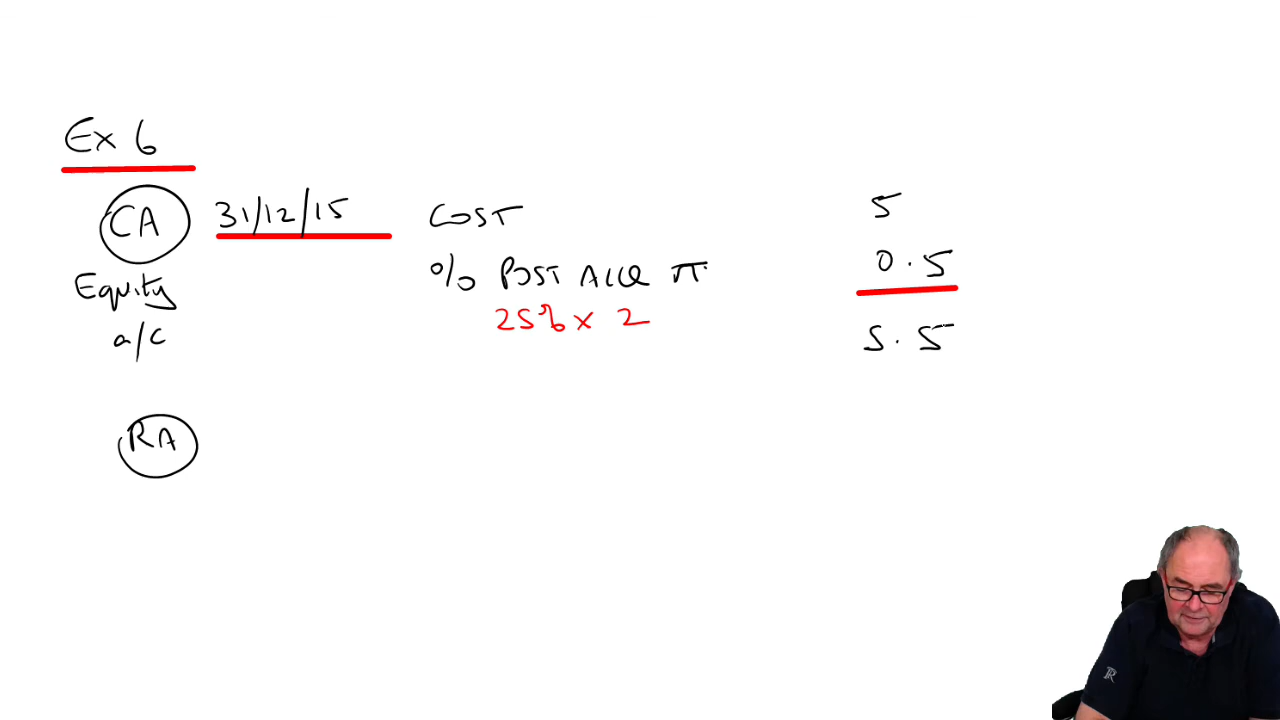 Ex 6
CA 31/12/15 COST 5
Equity % POST ACQ π 0.5
a/c 25% x 2 5.5
RA
R